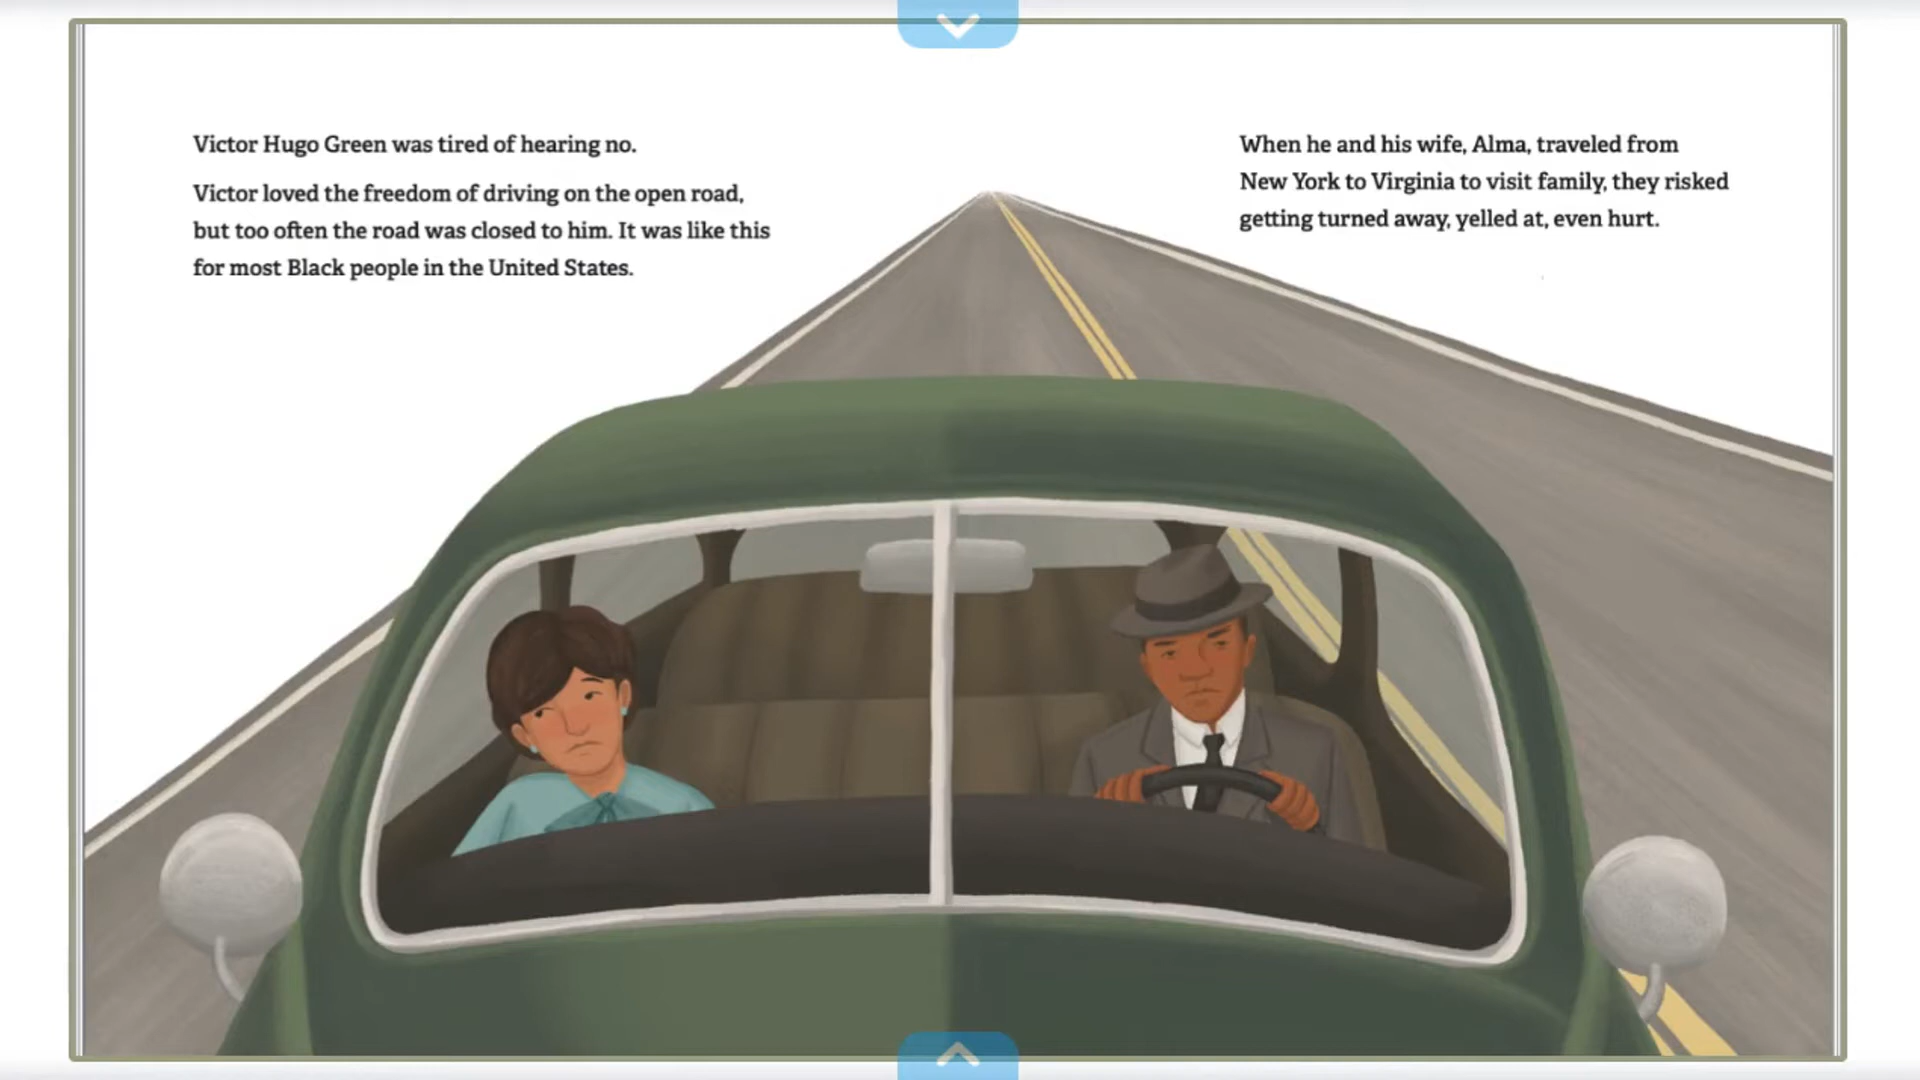 Victor Hugo Green was tired of hearing no.
Victor loved the freedom of driving on the open road,
but too often the road was closed to him. It was like this
for most Black people in the United States.
When he and his wife, Alma, traveled from
New York to Virginia to visit family, they risked
getting turned away, yelled at, even hurt.